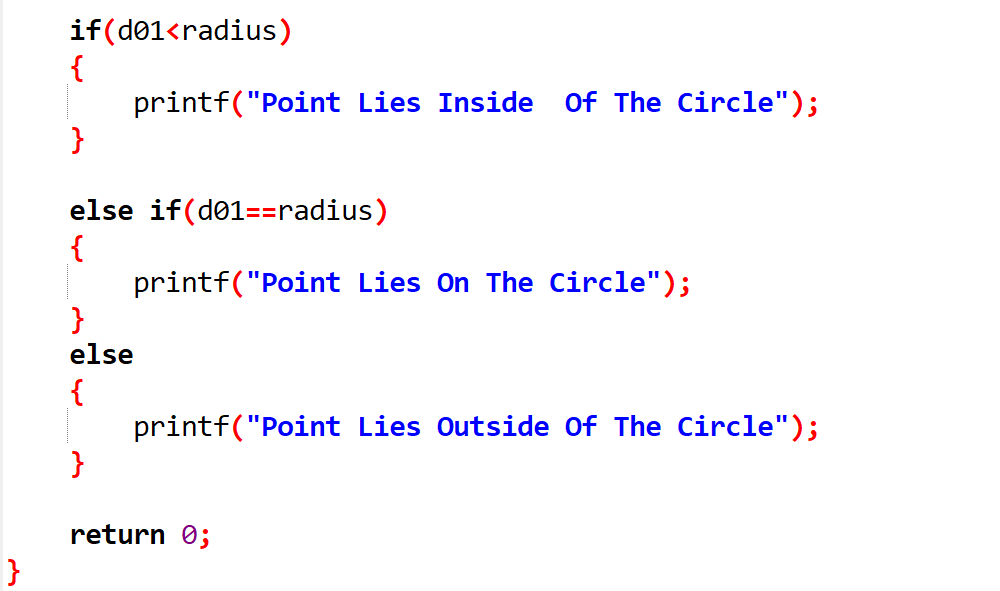 if(d01<radius)
{
printf("Point Lies Inside  Of The Circle");
}
else if(d01==radius)
{
printf("Point Lies On The Circle");
}
else
{
printf("Point Lies Outside Of The Circle");
}
return 0;
}